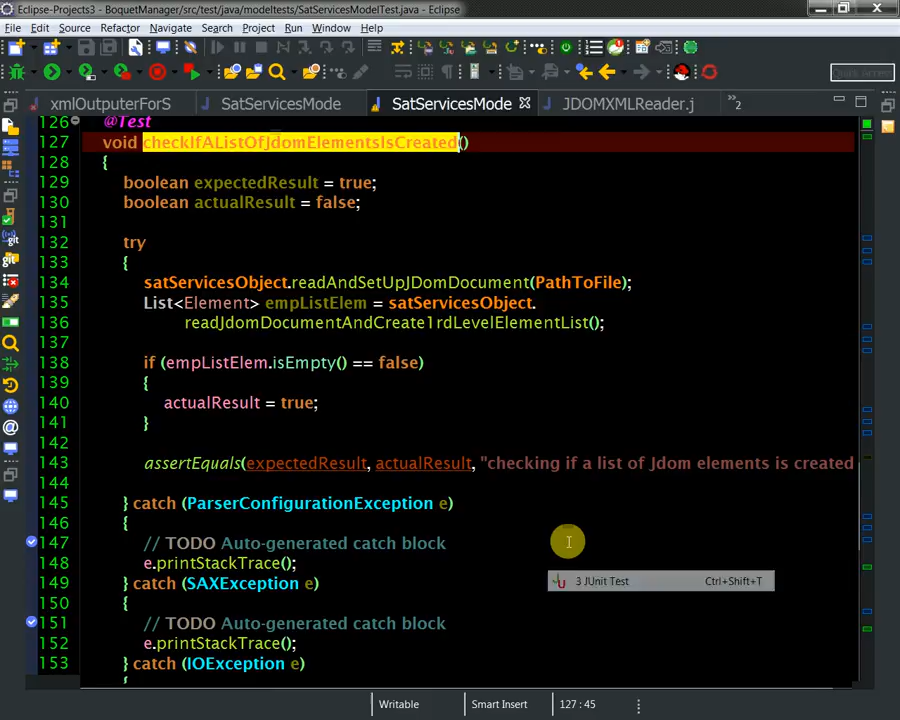 Eclipse-Projects3 - BoquetManager/src/test/java/modeltests/SatServicesModelTest.java - Eclipse
File Edit Source Refactor Navigate Search Project Run Window Help
Quick Access
xmlOutputerForS SatServicesMode SatServicesMode JDOMXMLReader.j »2
126 @Test
127 void checkIfAListOfJdomElementsIsCreated()
128 {
129 boolean expectedResult = true;
130 boolean actualResult = false;
131
132 try
133 {
134 satServicesObject.readAndSetUpJDomDocument(PathToFile);
135 List<Element> empListElem = satServicesObject.
136 readJdomDocumentAndCreate1rdLevelElementList();
137
138 if (empListElem.isEmpty() == false)
139 {
140 actualResult = true;
141 }
142
143 assertEquals(expectedResult, actualResult, "checking if a list of Jdom elements is created
144
145 } catch (ParserConfigurationException e)
146 {
147 // TODO Auto-generated catch block
148 e.printStackTrace();
149 } catch (SAXException e)
150 {
151 // TODO Auto-generated catch block
152 e.printStackTrace();
153 } catch (IOException e)
{
3 JUnit Test Ctrl+Shift+T
Writable Smart Insert 127 : 45